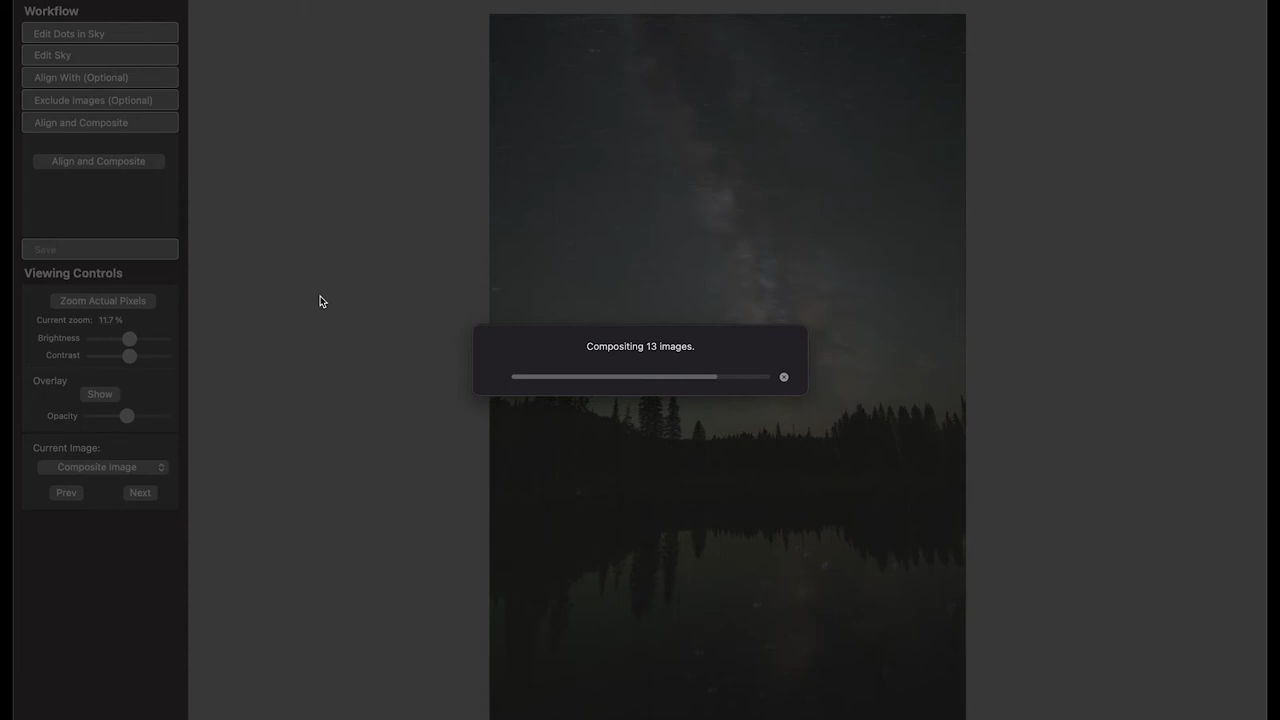 Workflow
Edit Dots in Sky
Edit Sky
Align With (Optional)
Exclude Images (Optional)
Align and Composite
Align and Composite
Save
Viewing Controls
Zoom Actual Pixels
Current zoom: 11.7 %
Brightness
Contrast
Overlay
Show
Opacity
Current Image:
Composite Image
Prev Next
Compositing 13 images.